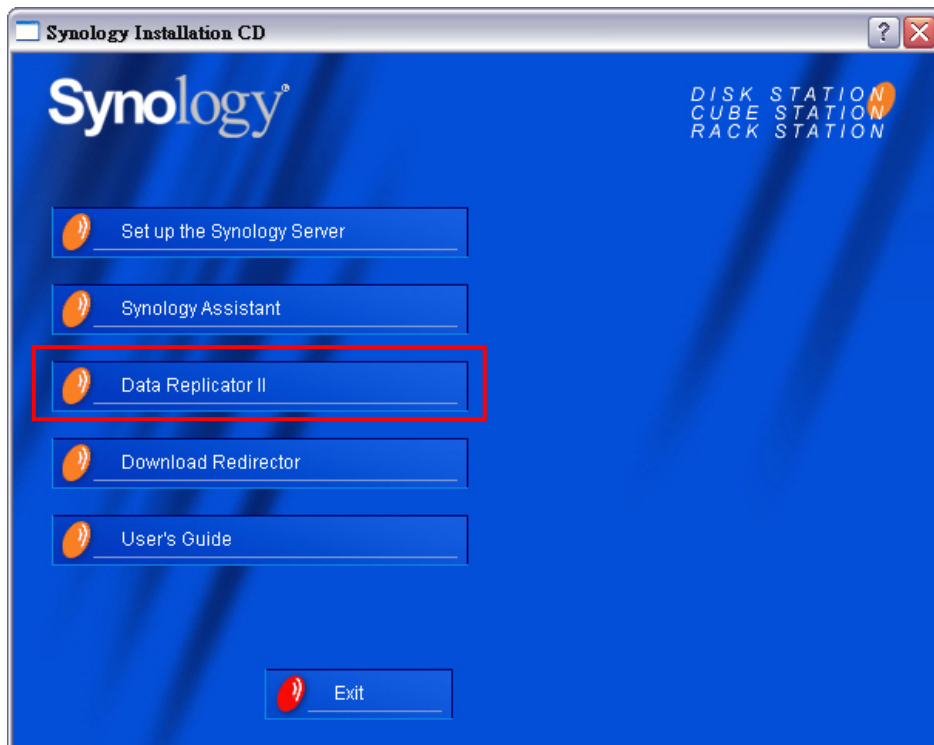 Synology Installation CD
Synology®
DISK STATION
CUBE STATION
RACK STATION
Set up the Synology Server
Synology Assistant
Data Replicator II
Download Redirector
User's Guide
Exit